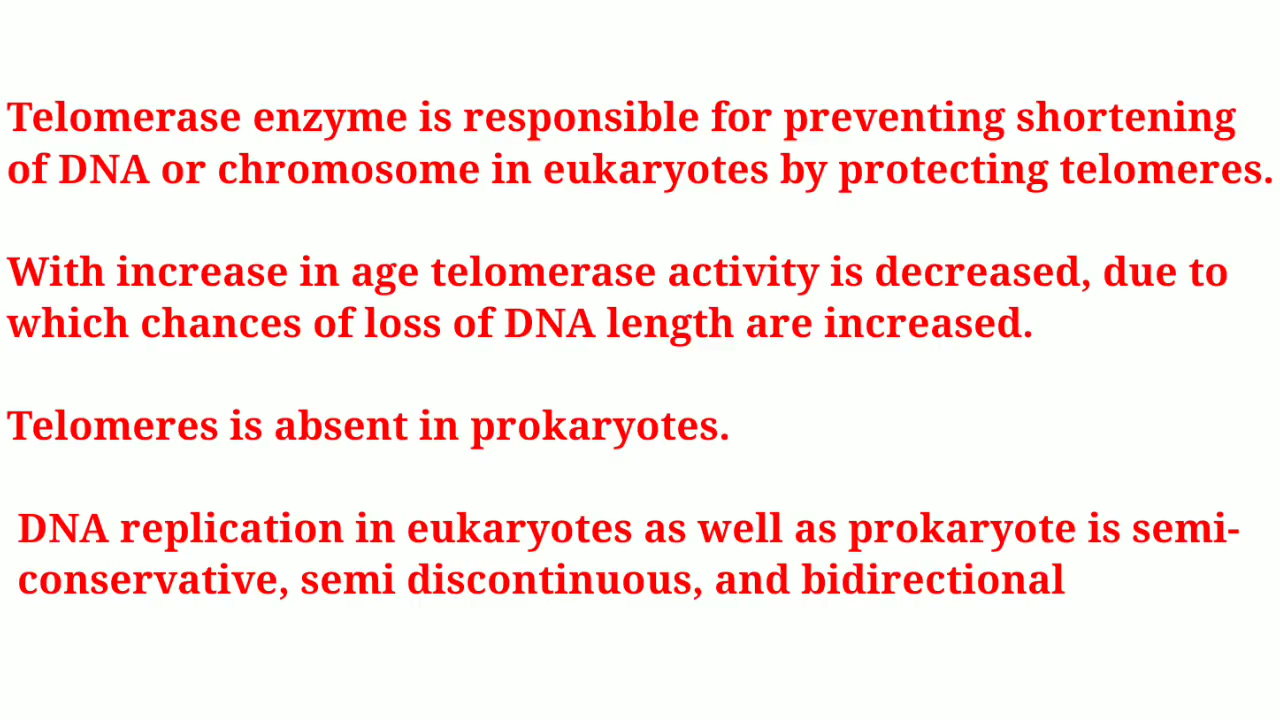 Telomerase enzyme is responsible for preventing shortening
of DNA or chromosome in eukaryotes by protecting telomeres.
With increase in age telomerase activity is decreased, due to
which chances of loss of DNA length are increased.
Telomeres is absent in prokaryotes.
DNA replication in eukaryotes as well as prokaryote is semi-
conservative, semi discontinuous, and bidirectional